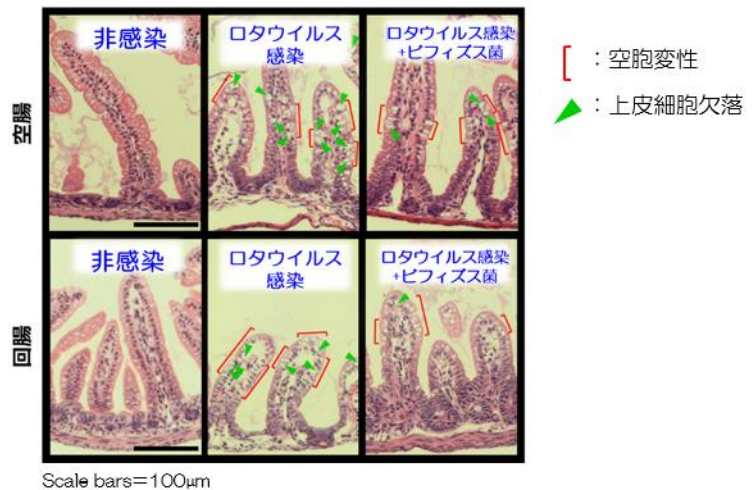 非感染
ロタウイルス
感染
ロタウイルス感染
+ビフィズス菌
：空胞変性
：上皮細胞欠落
空腸
非感染
ロタウイルス
感染
ロタウイルス感染
+ビフィズス菌
回腸
Scale bars=100μm